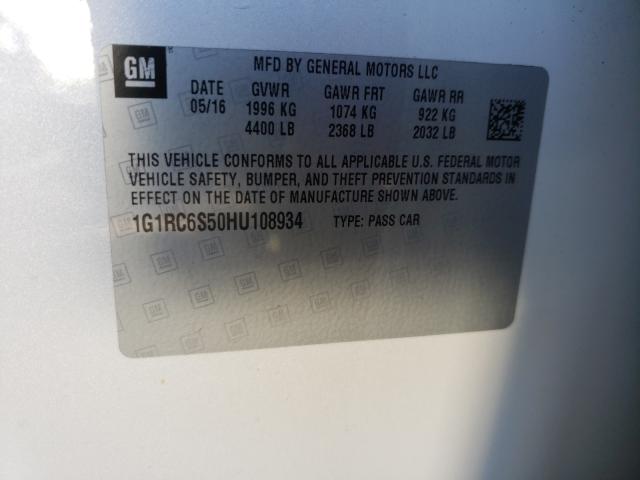 GM
MFD BY GENERAL MOTORS LLC
DATE GVWR GAWR FRT GAWR RR
05/16 1996 KG 1074 KG 922 KG
4400 LB 2368 LB 2032 LB
THIS VEHICLE CONFORMS TO ALL APPLICABLE U.S. FEDERAL MOTOR
VEHICLE SAFETY, BUMPER, AND THEFT PREVENTION STANDARDS IN
EFFECT ON THE DATE OF MANUFACTURE SHOWN ABOVE.
1G1RC6S50HU108934 TYPE: PASS CAR